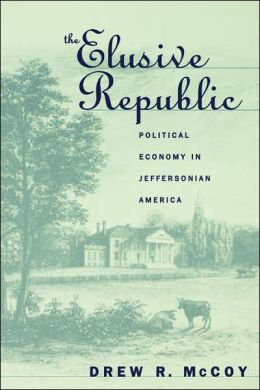 the
Elusive
Republic
POLITICAL
ECONOMY IN
JEFFERSONIAN
AMERICA
DREW R. McCOY